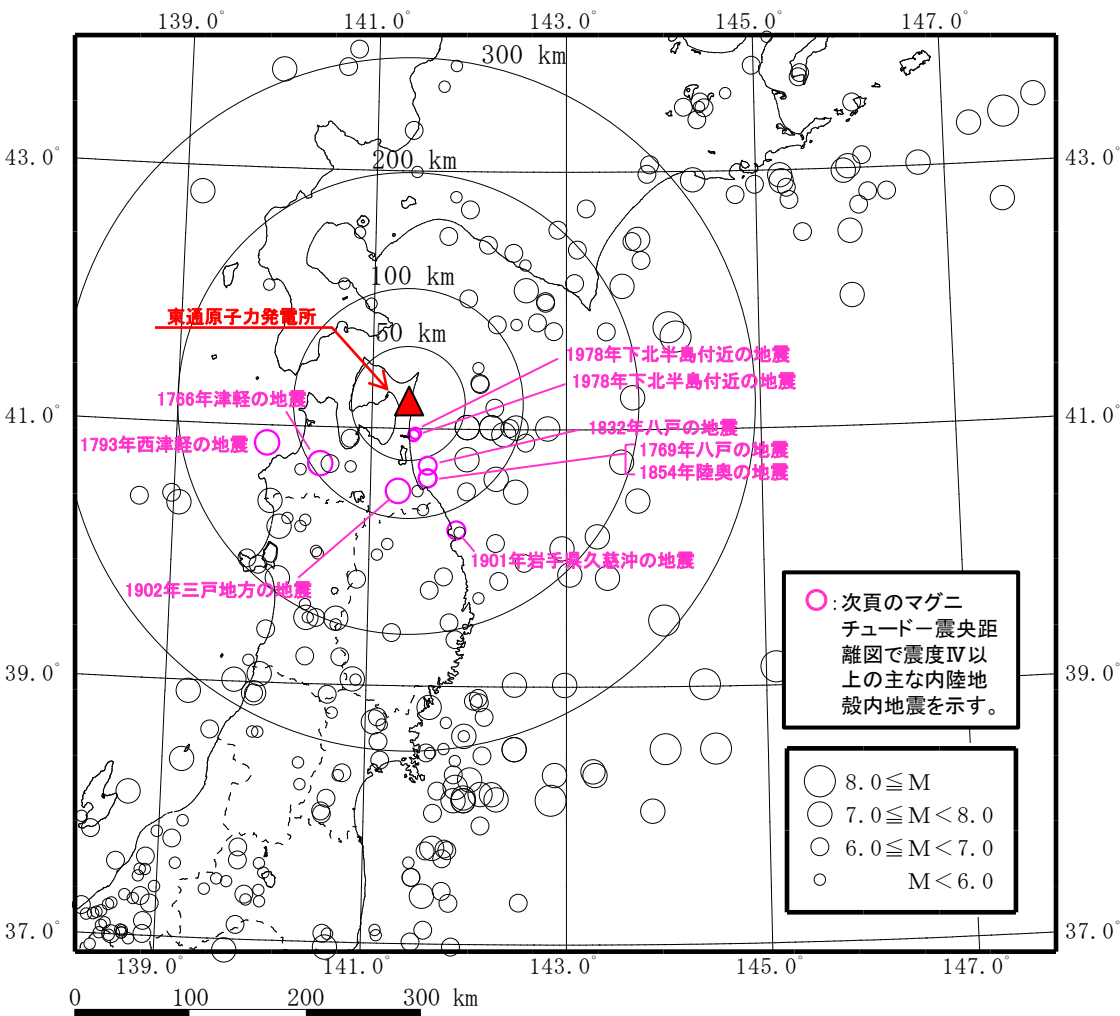 139.0° 141.0° 143.0° 145.0° 147.0°
300 km
43.0° 43.0°
200 km
100 km
東通原子力発電所
50 km
1978年下北半島付近の地震
1978年下北半島付近の地震
1766年津軽の地震
41.0° 41.0°
1832年八戸の地震
1793年西津軽の地震
1769年八戸の地震
1854年陸奥の地震
1901年岩手県久慈沖の地震
1902年三戸地方の地震
:次頁のマグニ
チュードー震央距
離図で震度Ⅳ以
上の主な内陸地
殻内地震を示す。
39.0° 39.0°
8.0≦M
7.0≦M<8.0
6.0≦M<7.0
M<6.0
37.0° 37.0°
139.0° 141.0° 143.0° 145.0° 147.0°
0 100 200 300 km